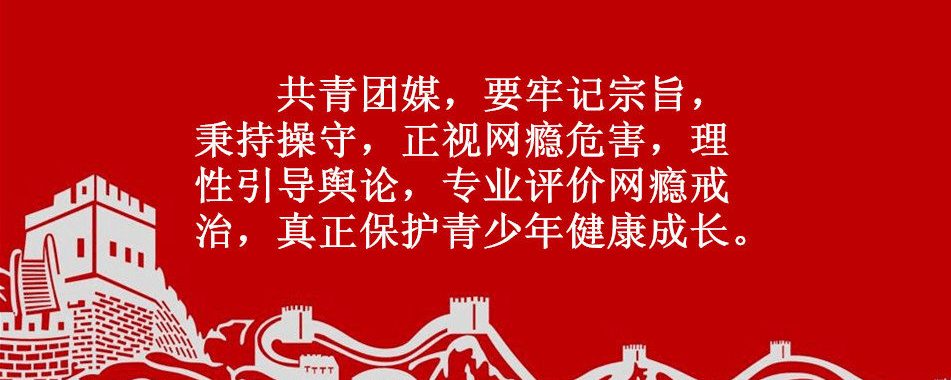 共青团媒，要牢记宗旨，
秉持操守，正视网瘾危害，理
性引导舆论，专业评价网瘾戒
治，真正保护青少年健康成长。